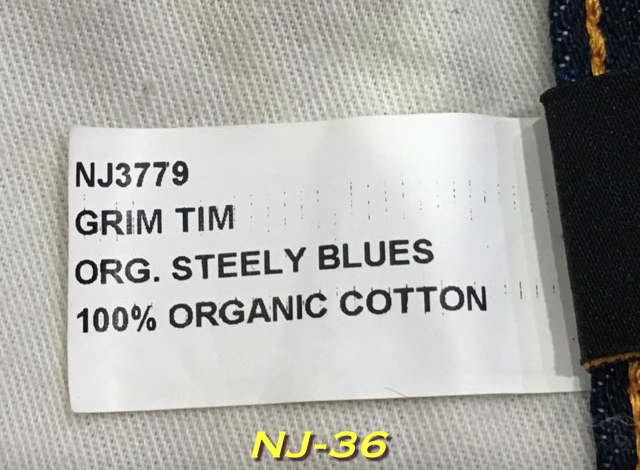 NJ3779
GRIM TIM
ORG. STEELY BLUES
100% ORGANIC COTTON
NJ-36